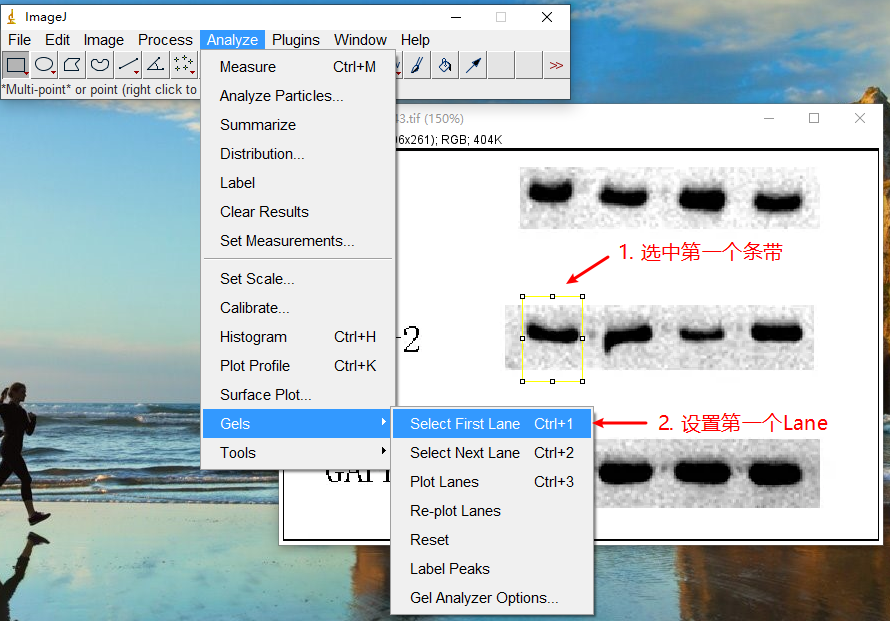 ImageJ
File Edit Image Process Analyze Plugins Window Help
>>
*Multi-point* or point (right click to
Measure Ctrl+M
Analyze Particles...
Summarize
Distribution...
Label
Clear Results
Set Measurements...
Set Scale...
Calibrate...
Histogram Ctrl+H
Plot Profile Ctrl+K
Surface Plot...
Gels
Tools
Select First Lane Ctrl+1
Select Next Lane Ctrl+2
Plot Lanes Ctrl+3
Re-plot Lanes
Reset
Label Peaks
Gel Analyzer Options...
43.tif (150%)
6x261); RGB; 404K
1. 选中第一个条带
-2
2. 设置第一个Lane